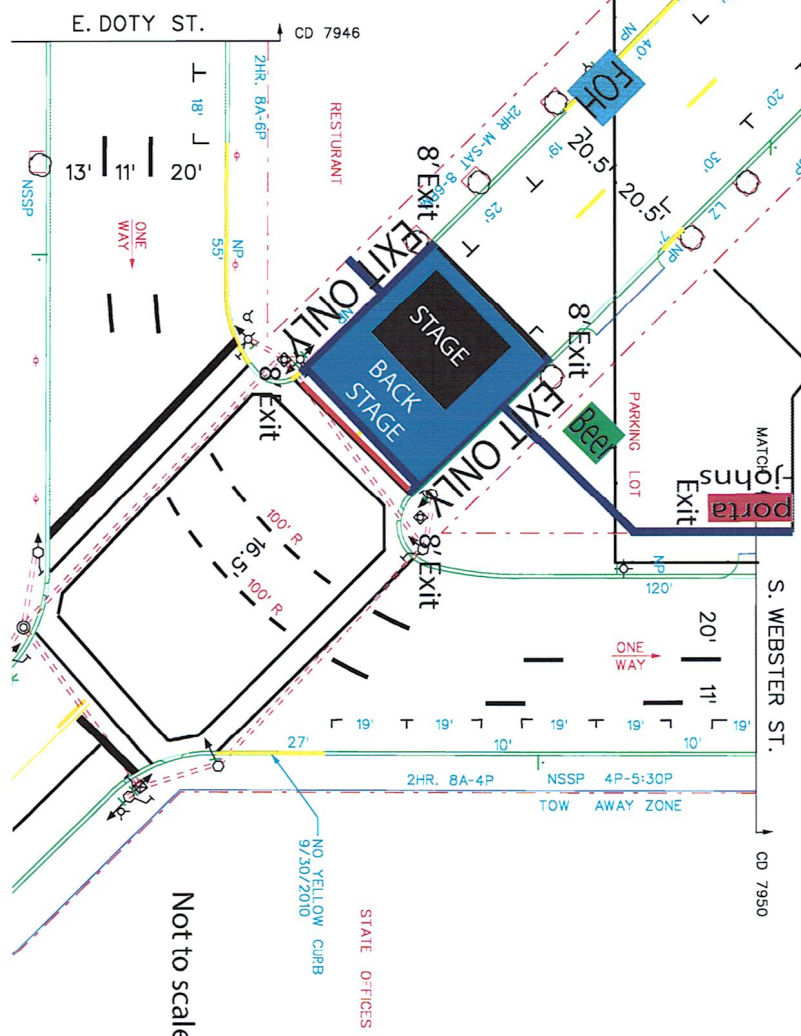 E. DOTY ST.
CD 7946
NP
40'
FOH
20'
2HR. 8A-6P
18'
RESTURANT
2HR M-SAT 8-6PM
19'
20.5'
20.5'
30'
LZ
NP
7'
25'
13'
11'
20'
NSSP
8' Exit
ONE
WAY
NP
55'
EXIT ONLY
NP
STAGE
BACK
STAGE
8' Exit
EXIT ONLY
Beer
PARKING LOT
MATCH
porta
johns
Exit
8' Exit
8' Exit
100' R
16.5'
100' R
NP
120'
S. WEBSTER ST.
20'
ONE
WAY
11'
19'
19'
19'
19'
19'
27'
10'
10'
2HR. 8A-4P
NSSP 4P-5:30P
TOW AWAY ZONE
NO YELLOW CURB
9/30/2010
CD 7950
STATE OFFICES
Not to scale